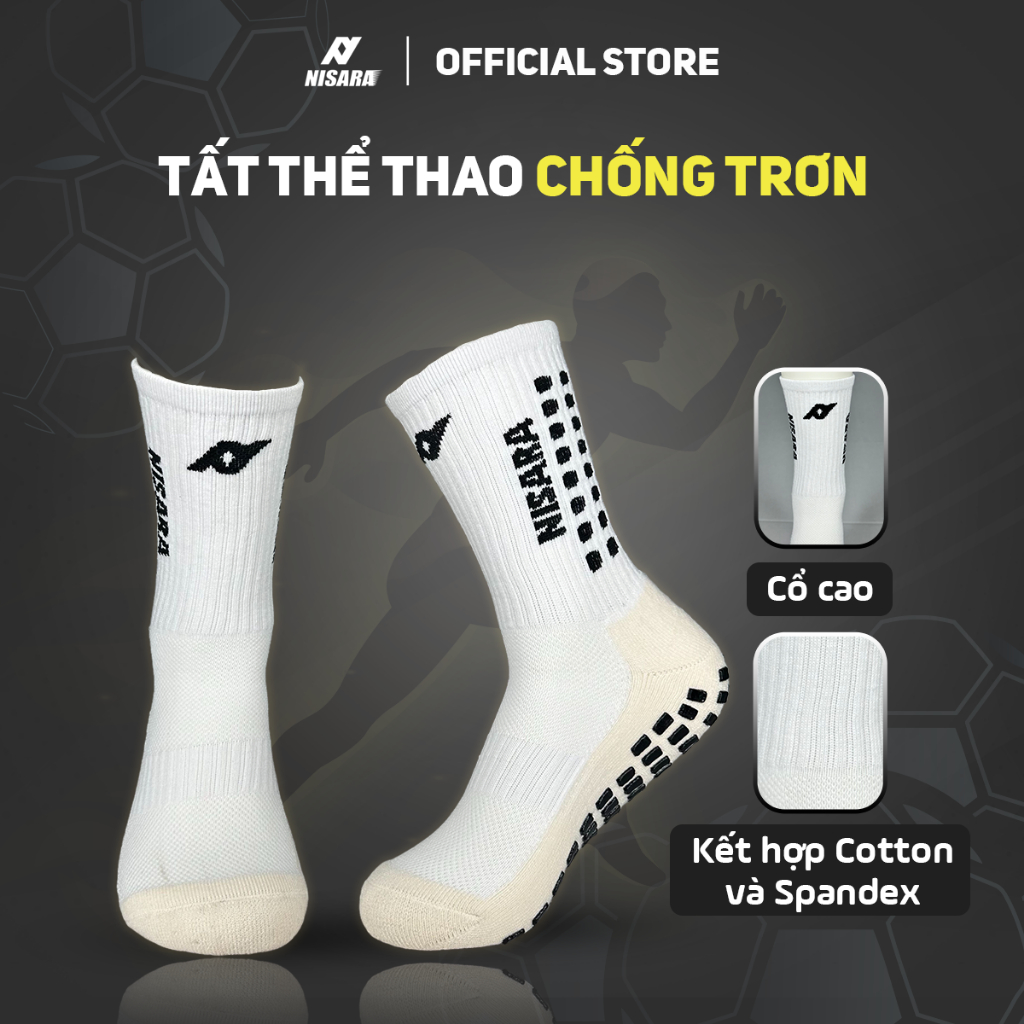 NISARA
OFFICIAL STORE
TẤT THỂ THAO CHỐNG TRƠN
NISARA
NISARA
Cổ cao
Kết hợp Cotton
và Spandex